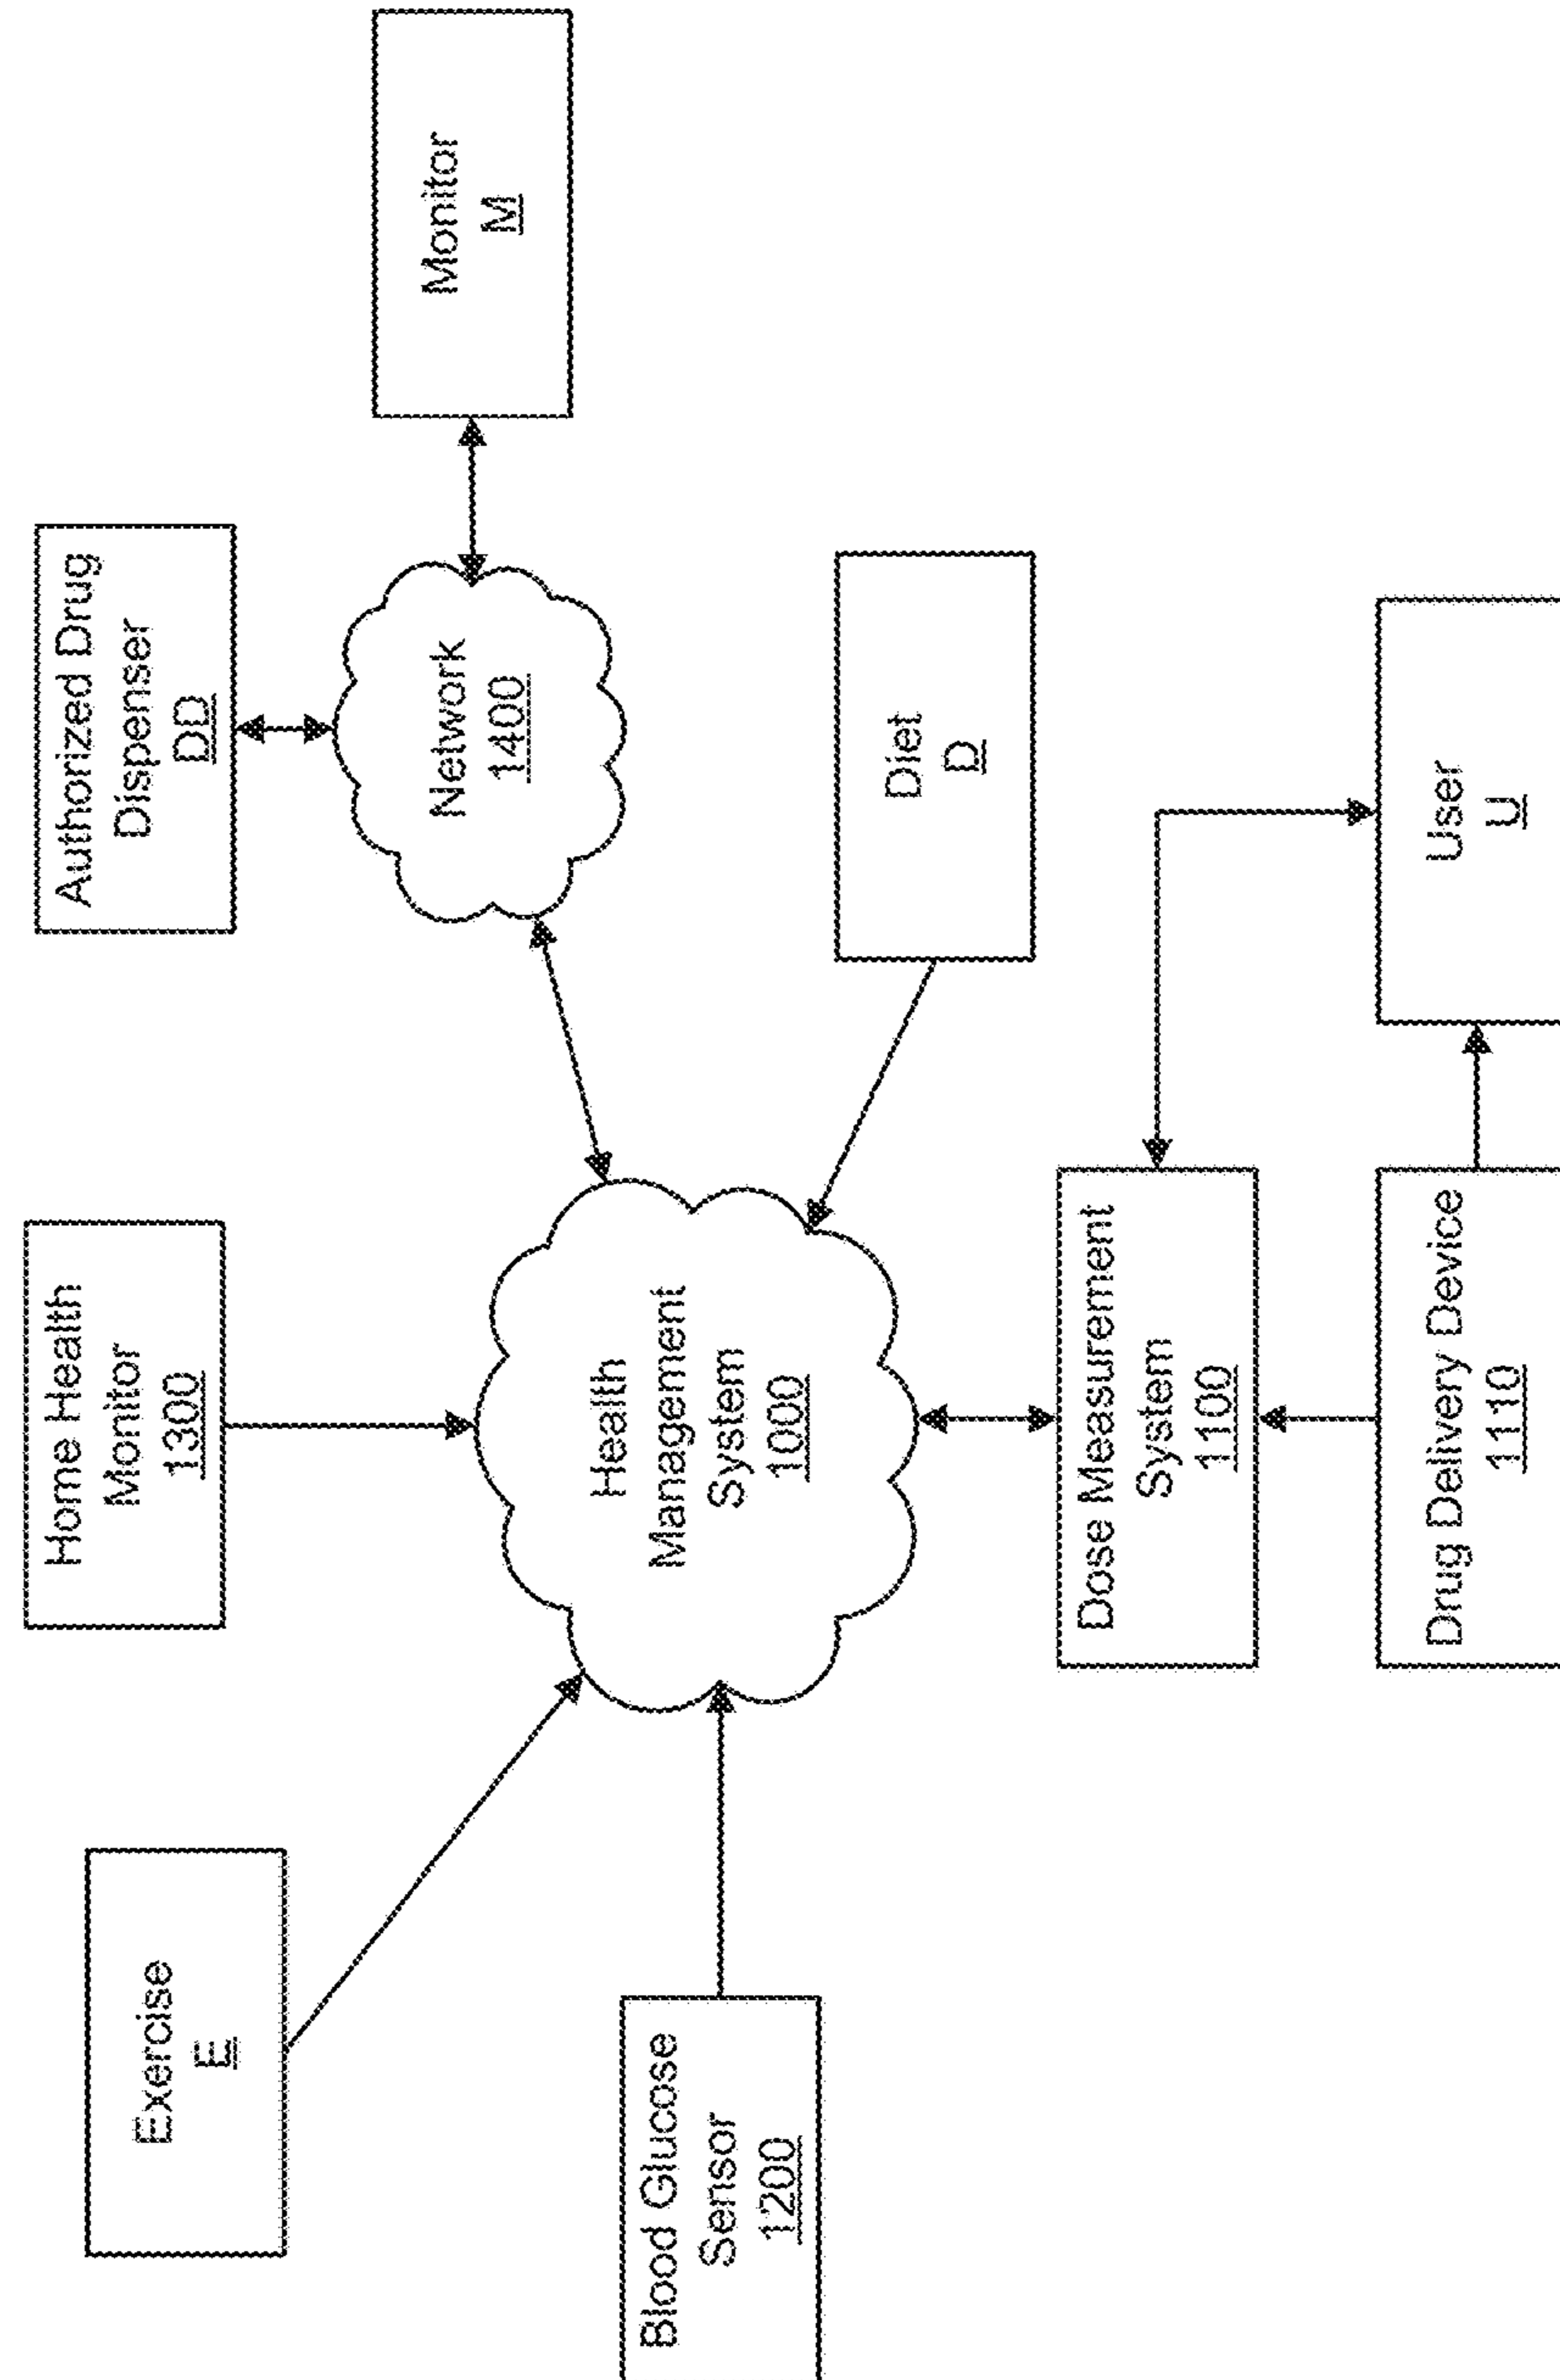 Exercise
E
Home Health
Monitor
1300
Authorized Drug
Dispenser
DD
Monitor
M
Network
1400
Blood Glucose
Sensor
1200
Health
Management
System
1000
Diet
D
Dose Measurement
System
1100
Drug Delivery Device
1110
User
U